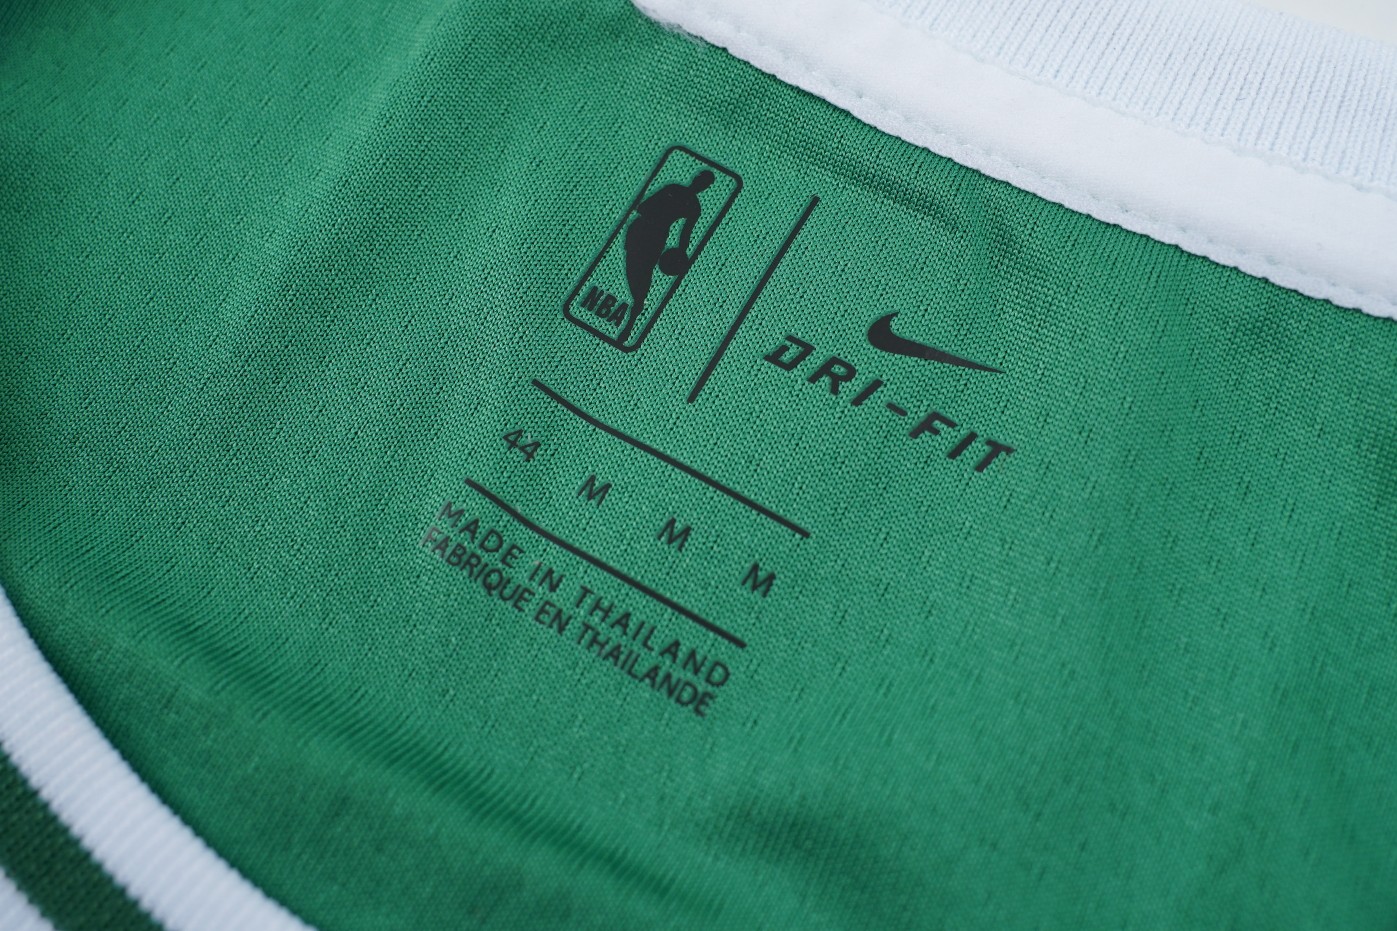 NBA
DRI-FIT
44 M M M
MADE IN THAILAND
FABRIQUE EN THAILANDE